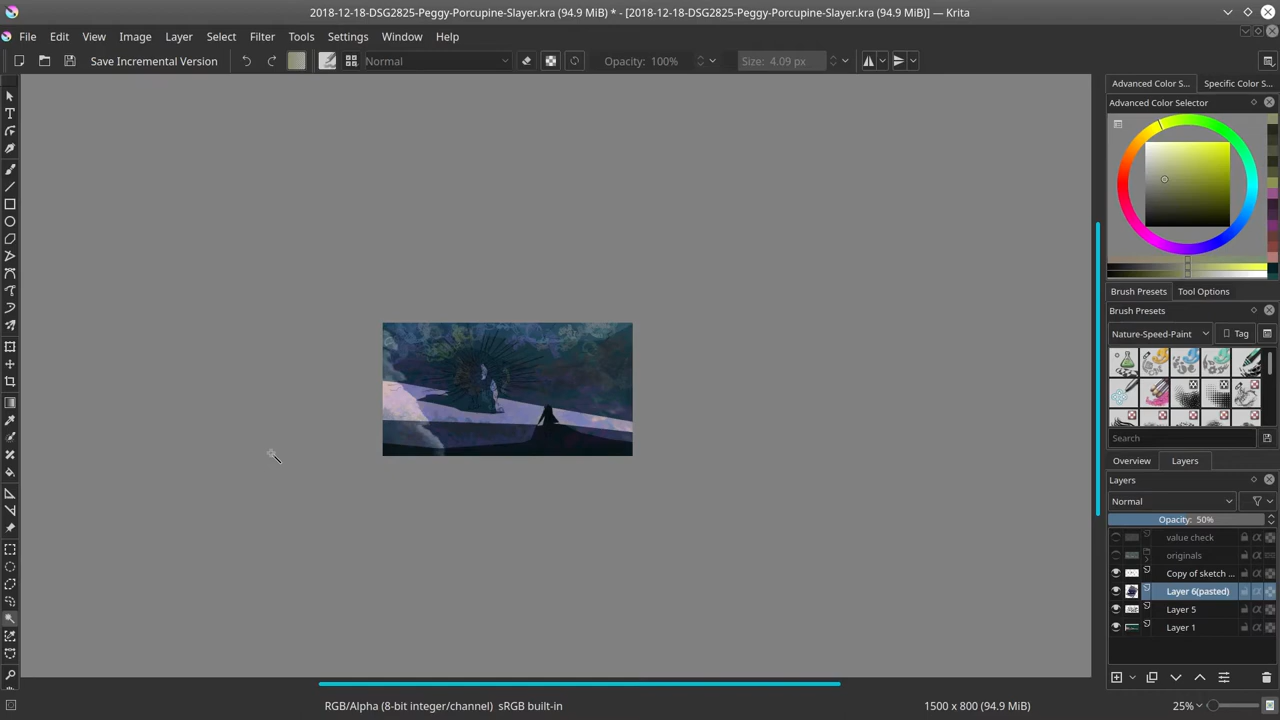 2018-12-18-DSG2825-Peggy-Porcupine-Slayer.kra (94.9 MiB) * - [2018-12-18-DSG2825-Peggy-Porcupine-Slayer.kra (94.9 MiB)] — Krita
File Edit View Image Layer Select Filter Tools Settings Window Help
Save Incremental Version Normal Opacity: 100% Size: 4.09 px
Advanced Color S... Specific Color S...
Advanced Color Selector
Brush Presets Tool Options
Brush Presets
Nature-Speed-Paint Tag
Search
Overview Layers
Layers
Normal
Opacity: 50%
value check
originals
Copy of sketch ...
Layer 6(pasted)
Layer 5
Layer 1
RGB/Alpha (8-bit integer/channel) sRGB built-in 1500 x 800 (94.9 MiB) 25%